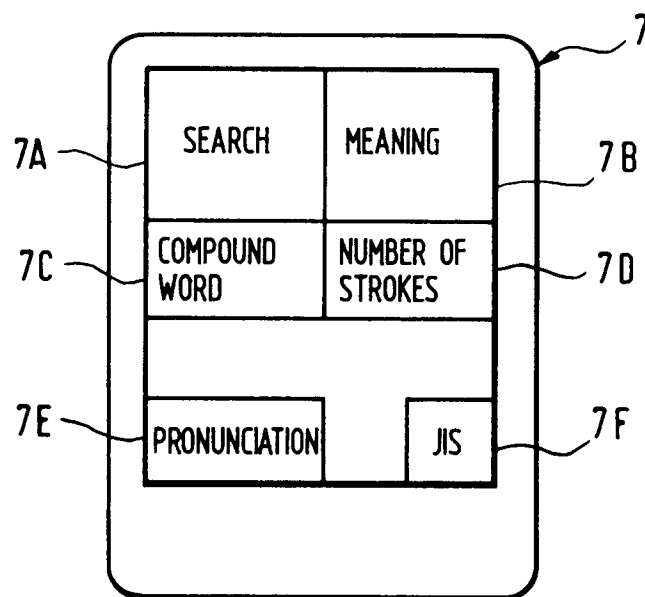 7
SEARCH
MEANING
7A
7B
COMPOUND
WORD
NUMBER OF
STROKES
7C
7D
7E
PRONUNCIATION
JIS
7F